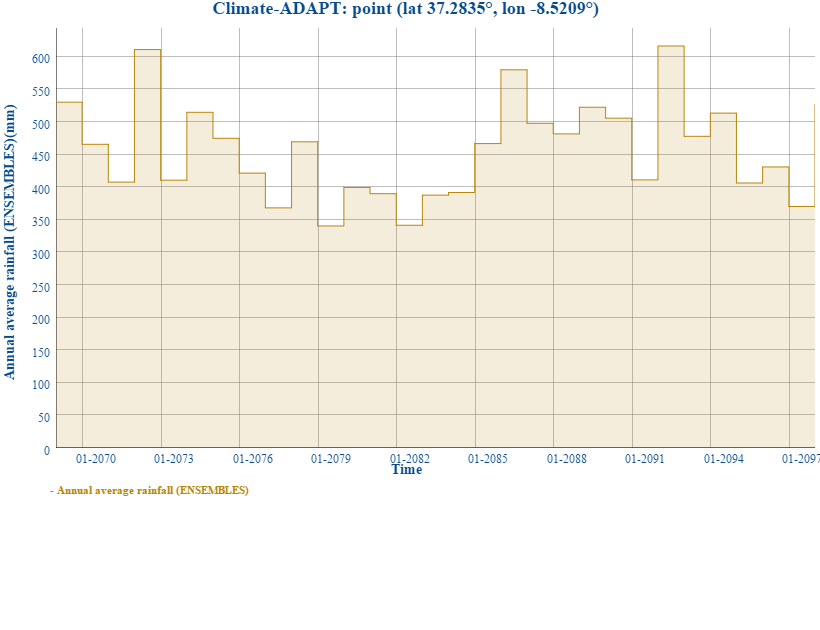 Climate-ADAPT: point (lat 37.2835°, lon -8.5209°)
Annual average rainfall (ENSEMBLES)(mm)
600
550
500
450
400
350
300
250
200
150
100
50
0
01-2070 01-2073 01-2076 01-2079 01-2082 01-2085 01-2088 01-2091 01-2094 01-2097
Time
- Annual average rainfall (ENSEMBLES)